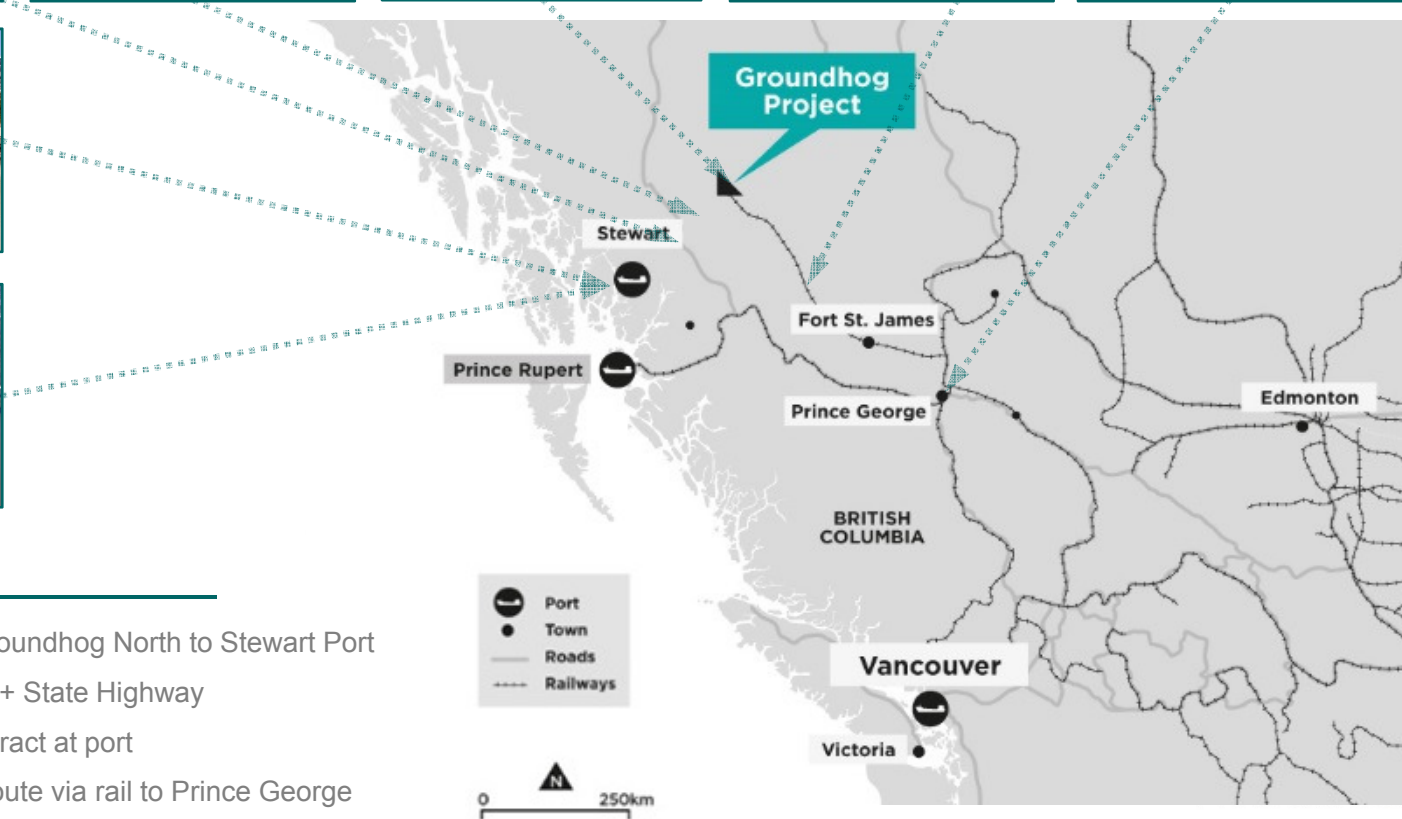 Groundhog
Project
Stewart
Fort St. James
Prince Rupert
Prince George
Edmonton
BRITISH
COLUMBIA
Port
Town
Roads
Railways
Vancouver
Victoria
N
0 250km
oundhog North to Stewart Port
+ State Highway
ract at port
oute via rail to Prince George